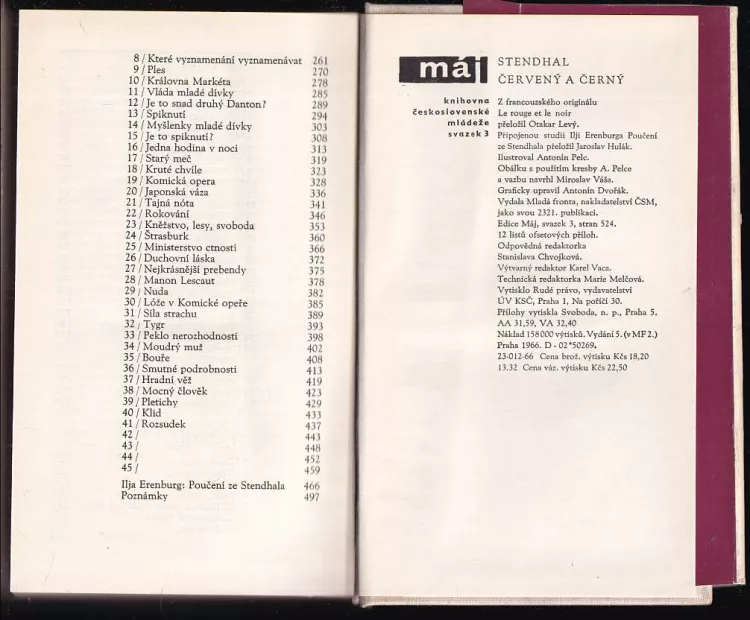 8 / Které vyznamenání vyznamenávat 261
9 / Ples 270
10 / Královna Markéta 278
11 / Vláda mladé dívky 285
12 / Je to snad druhý Danton? 289
13 / Spiknutí 294
14 / Myšlenky mladé dívky 303
15 / Je to spiknutí? 308
16 / Jedna hodina v noci 313
17 / Starý meč 319
18 / Kruté chvíle 323
19 / Komická opera 328
20 / Japonská váza 336
21 / Tajná nóta 341
22 / Rokování 346
23 / Kněžstvo, lesy, svoboda 353
24 / Štrasburk 360
25 / Ministerstvo ctnosti 366
26 / Duchovní láska 372
27 / Nejkrásnější prebendy 375
28 / Manon Lescaut 378
29 / Nuda 382
30 / Lóže v Komické opeře 385
31 / Síla strachu 389
32 / Tygr 393
33 / Peklo nerozhodnosti 398
34 / Moudrý muž 402
35 / Bouře 408
36 / Smutné podrobnosti 413
37 / Hradní věž 419
38 / Mocný člověk 423
39 / Pletichy 429
40 / Klid 433
41 / Rozsudek 437
42 / 443
43 / 448
44 / 452
45 / 459
Ilja Erenburg: Poučení ze Stendhala 466
Poznámky 497
máj
knihovna
československé
mládeže
svazek 3
STENDHAL
ČERVENÝ A ČERNÝ
Z francouzského originálu
Le rouge et le noir
přeložil Otakar Levý.
Připojenou studii Ilji Erenburga Poučení
ze Stendhala přeložil Jaroslav Hulák.
Ilustroval Antonín Pelc.
Obálku s použitím kresby A. Pelce
a vazbu navrhl Miroslav Váša.
Graficky upravil Antonín Dvořák.
Vydala Mladá fronta, nakladatelství ČSM,
jako svou 2321. publikaci.
Edice Máj, svazek 3, stran 524.
12 listů ofsetových příloh.
Odpovědná redaktorka
Stanislava Chvojková.
Výtvarný redaktor Karel Vaca.
Technická redaktorka Marie Melčová.
Vytisklo Rudé právo, vydavatelství
ÚV KSČ, Praha 1, Na poříčí 30.
Přílohy vytiskla Svoboda, n. p., Praha 5.
AA 31,59, VA 32,40
Náklad 158 000 výtisků. Vydání 5. (v MF 2.)
Praha 1966. D - 02*50269.
23-012-66 Cena brož. výtisku Kčs 18,20
13.32 Cena váz. výtisku Kčs 22,50